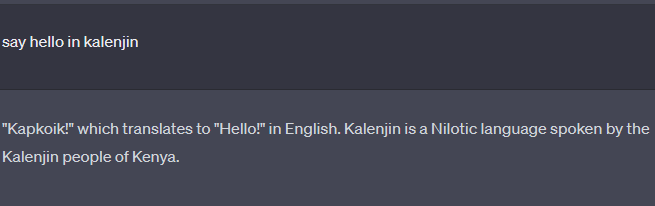 say hello in kalenjin
"Kapkoik!" which translates to "Hello!" in English. Kalenjin is a Nilotic language spoken by the
Kalenjin people of Kenya.